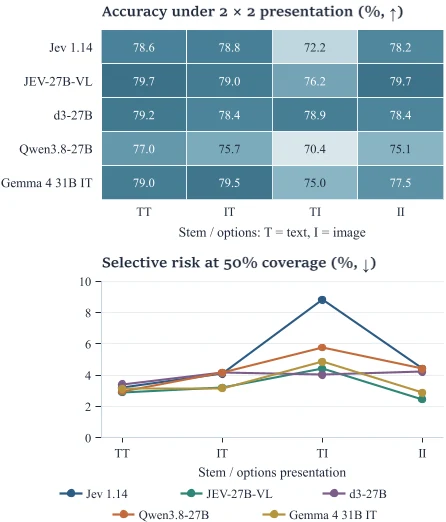 Accuracy under 2 × 2 presentation (%, ↑)
Jev 1.14 78.6 78.8 72.2 78.2
JEV-27B-VL 79.7 79.0 76.2 79.7
d3-27B 79.2 78.4 78.9 78.4
Qwen3.8-27B 77.0 75.7 70.4 75.1
Gemma 4 31B IT 79.0 79.5 75.0 77.5
TT IT TI II
Stem / options: T = text, I = image
Selective risk at 50% coverage (%, ↓)
10
8
6
4
2
0
TT IT TI II
Stem / options presentation
Jev 1.14 JEV-27B-VL d3-27B
Qwen3.8-27B Gemma 4 31B IT